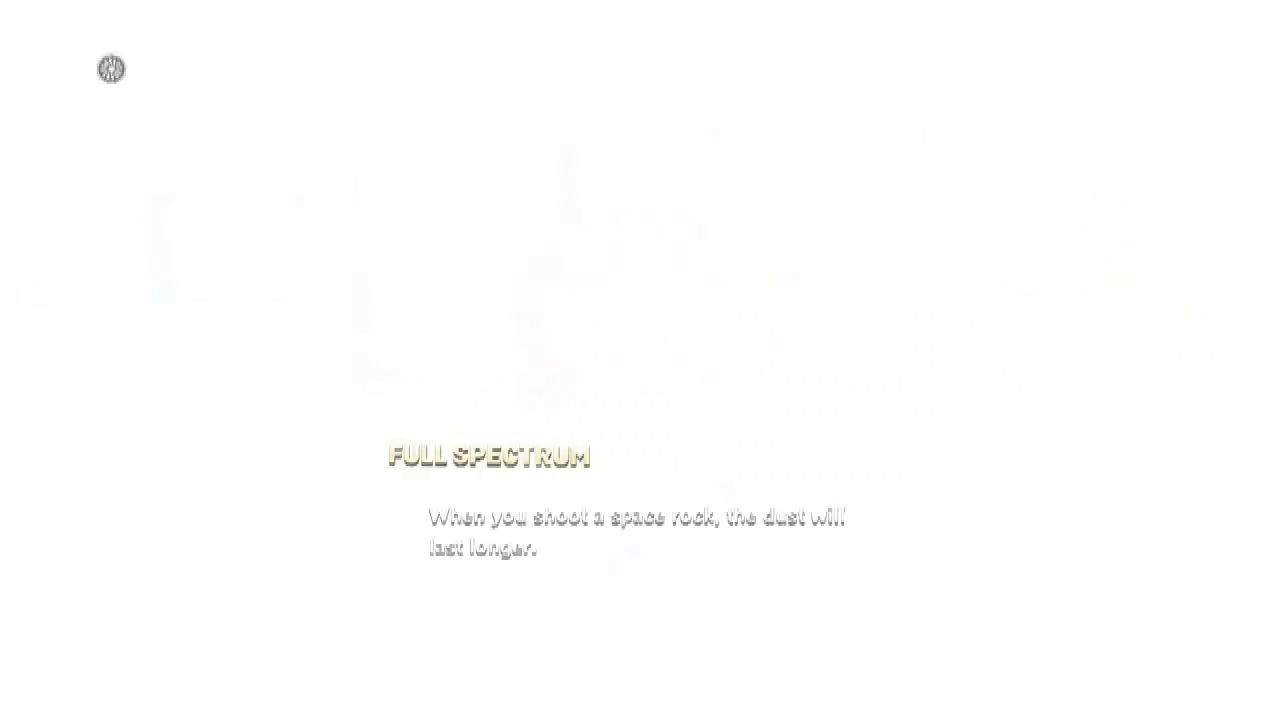 FULL SPECTRUM
When you shoot a space rock, the dust will
last longer.